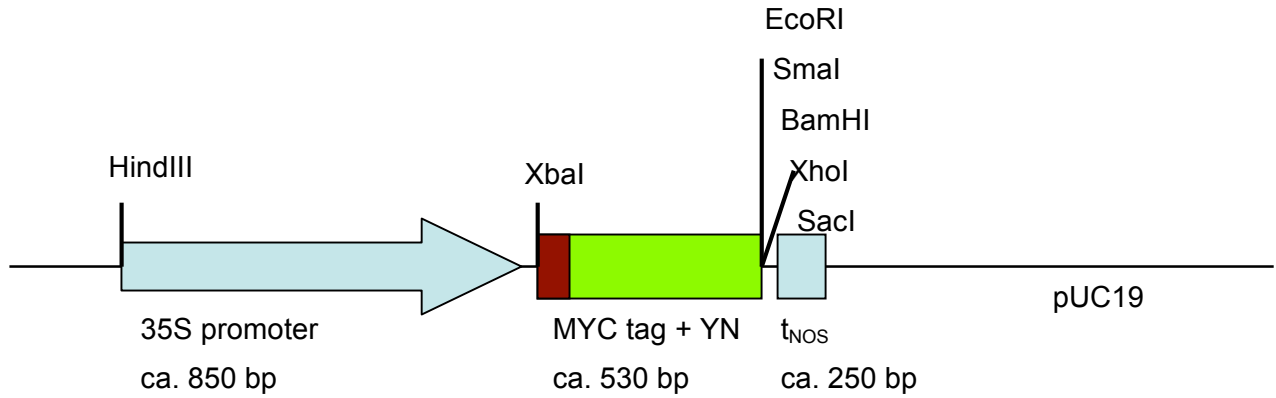 EcoRI
SmaI
BamHI
HindIII
XbaI
XhoI
SacI
pUC19
35S promoter
MYC tag + YN
tNOS
ca. 850 bp
ca. 530 bp
ca. 250 bp